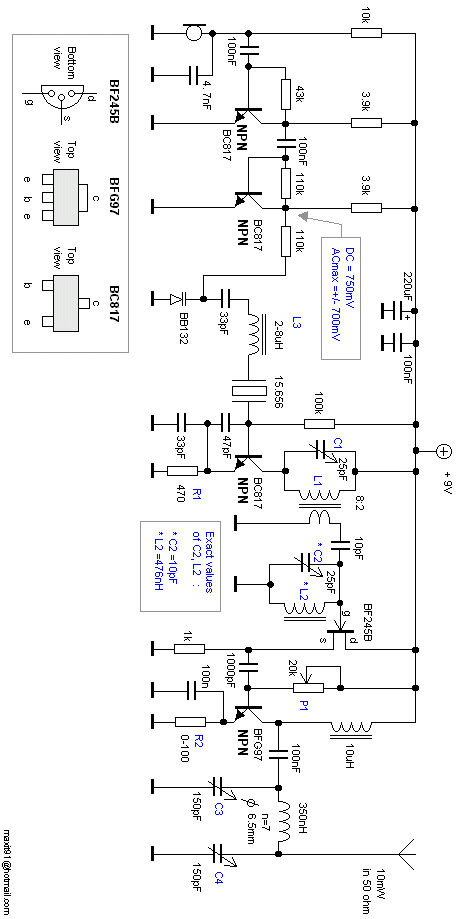 10k
100nF
4.7nF
43k
3.9k
BC817
NPN
100nF
110k
3.9k
BC817
NPN
110k
DC = 750mV
ACmax =+/- 700mV
BB132
33pF
L3
2-8uH
220uF
+
100nF
15.656
+ 9V
100k
47pF
33pF
BC817
NPN
R1
470
C1
25pF
L1
8:2
10pF
* C2
25pF
* L2
Exact values
of C2, L2 :
* C2 =10pF
* L2 =476nH
BF245B
g
d
s
1k
1000pF
20k
P1
100n
BFG97
NPN
R2
0-100
10uH
100nF
C3
150pF
n=7
ϕ 6.5mm
350nH
C4
150pF
10mW
in 50 ohm
BF245B
Bottom
view
g
s
d
BFG97
Top
view
c
e
b
e
BC817
Top
view
c
b
e
maxit91@hotmail.com